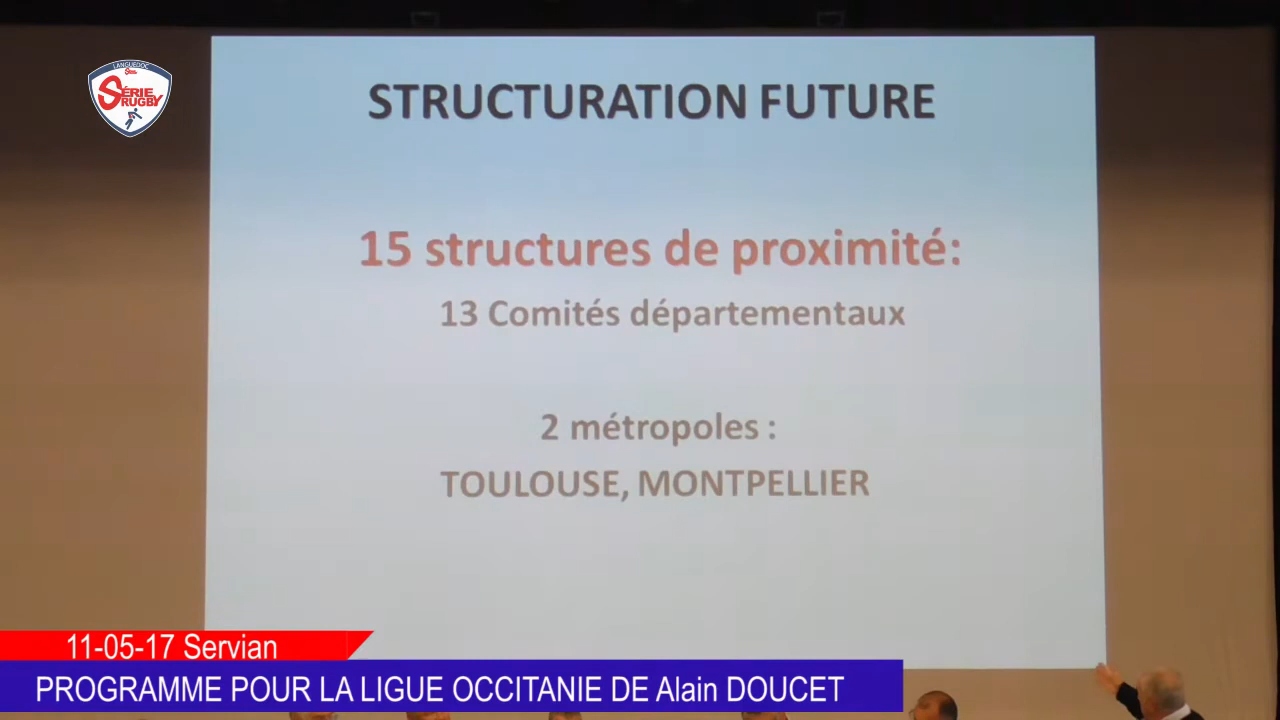 LANGUEDOC
SÉRIE
RUGBY
STRUCTURATION FUTURE
15 structures de proximité:
13 Comités départementaux
2 métropoles :
TOULOUSE, MONTPELLIER
11-05-17 Servian
PROGRAMME POUR LA LIGUE OCCITANIE DE Alain DOUCET